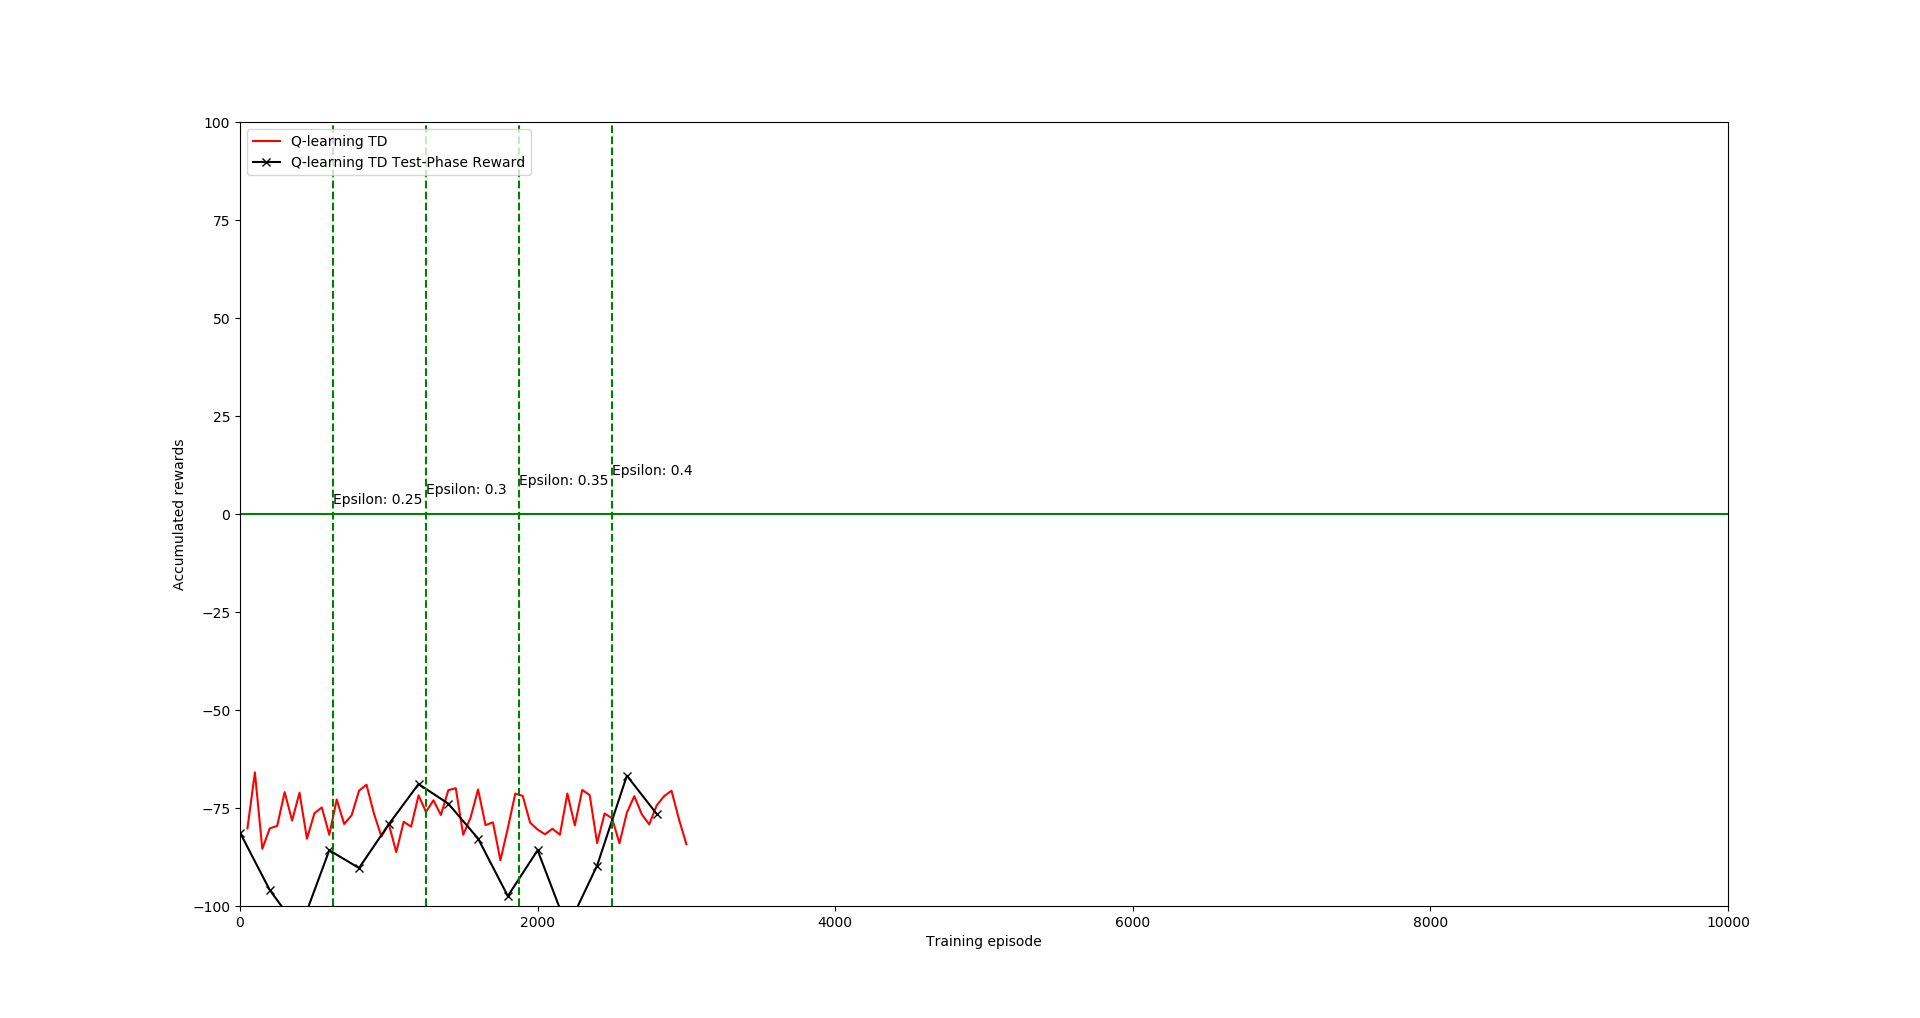 100
75
50
25
0
−25
−50
−75
−100
Accumulated rewards
Q-learning TD
Q-learning TD Test-Phase Reward
Epsilon: 0.25
Epsilon: 0.3
Epsilon: 0.35
Epsilon: 0.4
0
2000
4000
6000
8000
10000
Training episode